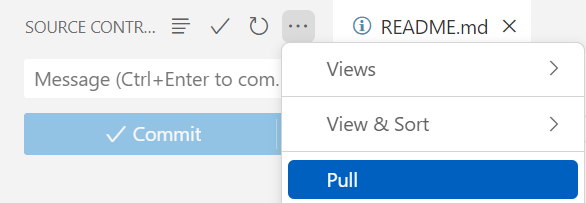 SOURCE CONTR... README.md
Message (Ctrl+Enter to com.
Views
View & Sort
Commit
Pull